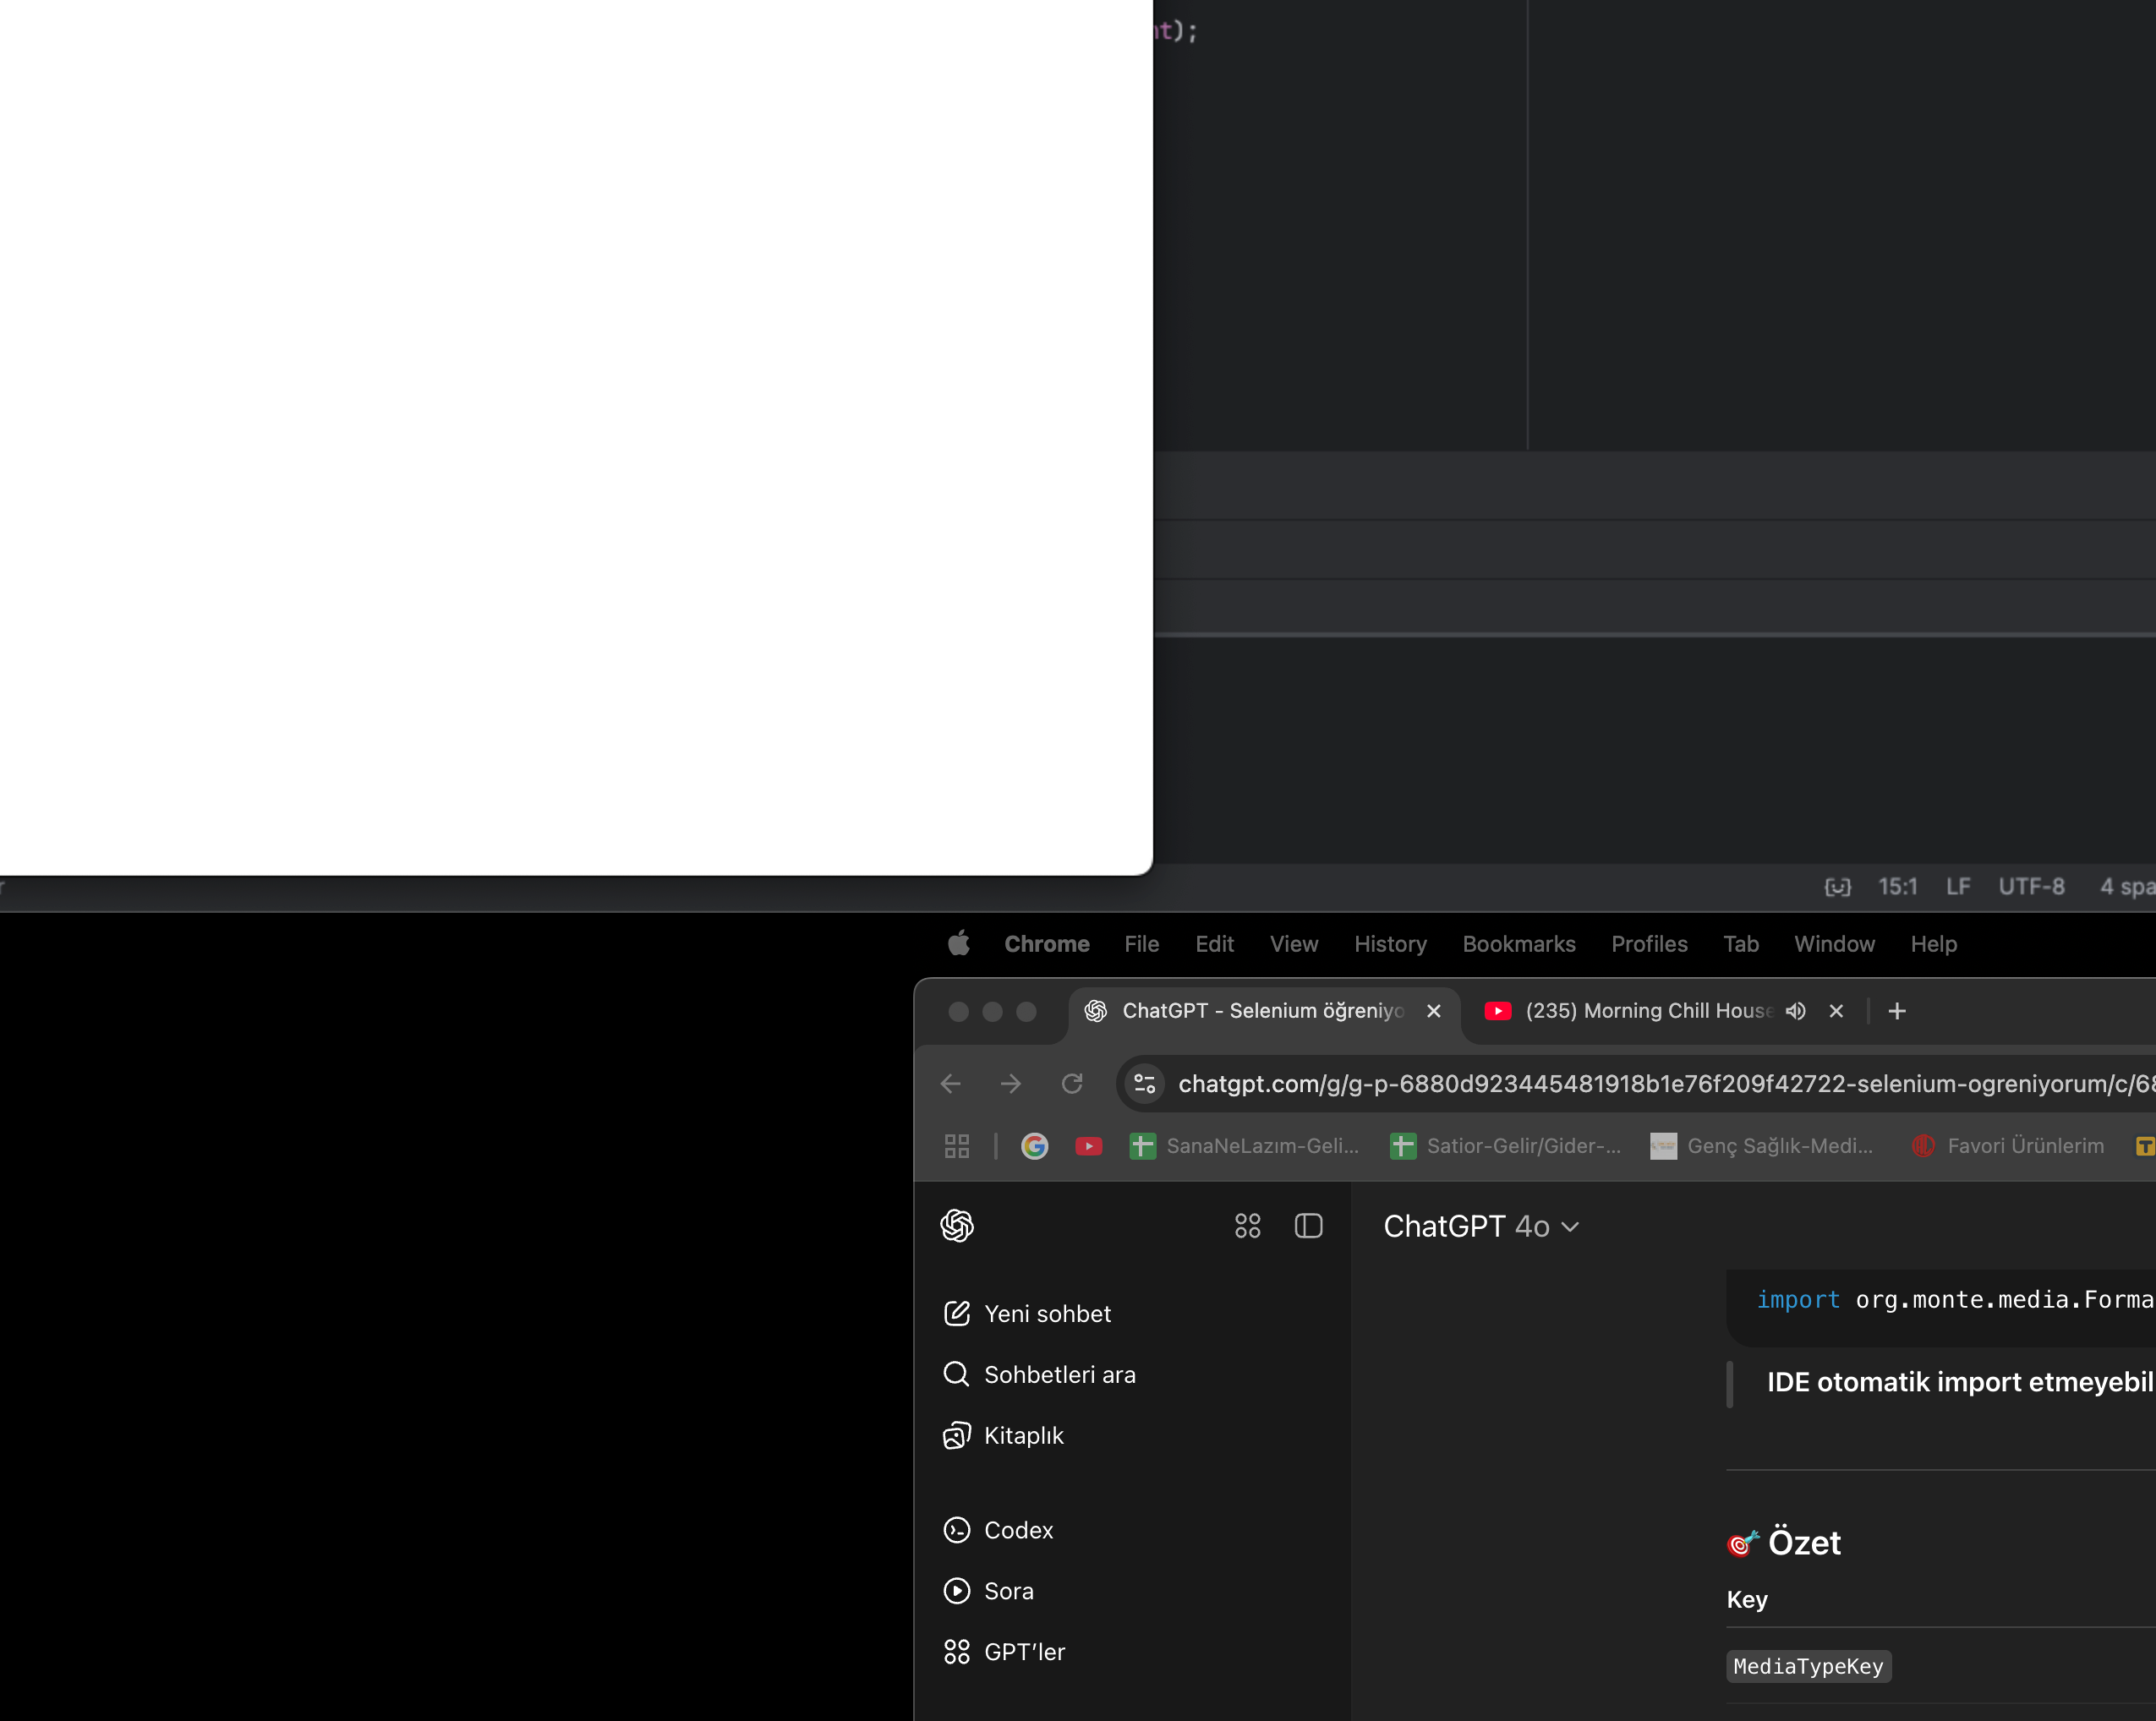 t);
15:1 LF UTF-8 4 spa
Chrome File Edit View History Bookmarks Profiles Tab Window Help
ChatGPT - Selenium öğreniyo (235) Morning Chill House
chatgpt.com/g/g-p-6880d923445481918b1e76f209f42722-selenium-ogreniyorum/c/68
SanaNeLazım-Geli... Satior-Gelir/Gider-... Genç Sağlık-Medi... Favori Ürünlerim
ChatGPT 4o
Yeni sohbet
Sohbetleri ara
Kitaplık
Codex
Sora
GPT’ler
import org.monte.media.Forma
IDE otomatik import etmeyebil
🎯 Özet
Key
MediaTypeKey